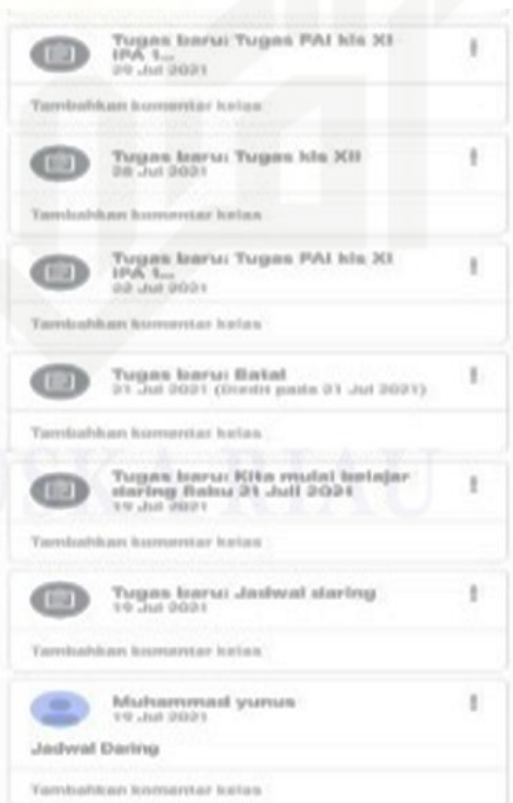 Tugas baru: Tugas PAI kls XI
IPA 1...
29 Jul 2021
Tambahkan komentar kelas
Tugas baru: Tugas kls XII
28 Jul 2021
Tambahkan komentar kelas
Tugas baru: Tugas PAI kls XI
IPA 1...
22 Jul 2021
Tambahkan komentar kelas
Tugas baru: Batal
21 Jul 2021 (Diedit pada 21 Jul 2021)
Tambahkan komentar kelas
Tugas baru: Kita mulai belajar
daring Rabu 21 Juli 2021
19 Jul 2021
Tambahkan komentar kelas
Tugas baru: Jadwal daring
19 Jul 2021
Tambahkan komentar kelas
Muhammad yunus
19 Jul 2021
Jadwal Daring
Tambahkan komentar kelas
SKA RIAU